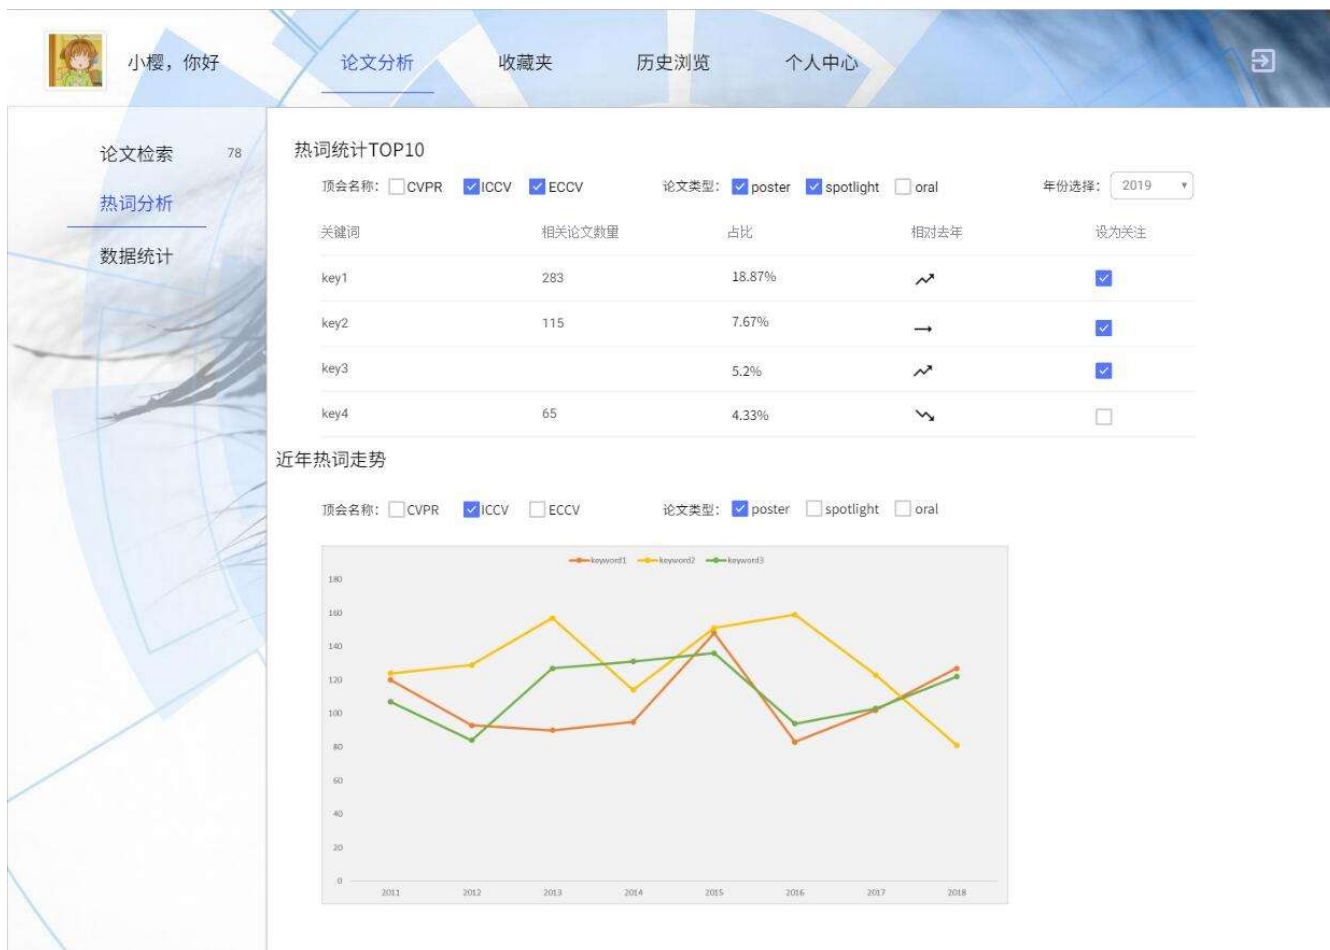 小樱，你好 论文分析 收藏夹 历史浏览 个人中心
论文检索 78
热词分析
数据统计
热词统计TOP10
顶会名称： CVPR ICCV ECCV 论文类型： poster spotlight oral 年份选择： 2019
关键词 相关论文数量 占比 相对去年 设为关注
key1 283 18.87%
key2 115 7.67%
key3 5.2%
key4 65 4.33%
近年热词走势
顶会名称： CVPR ICCV ECCV 论文类型： poster spotlight oral
keyword1 keyword2 keyword3
180
160
140
120
100
80
60
40
20
0
2011 2012 2013 2014 2015 2016 2017 2018